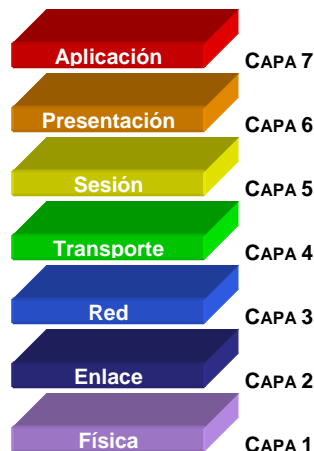 Aplicación CAPA 7
Presentación CAPA 6
Sesión CAPA 5
Transporte CAPA 4
Red CAPA 3
Enlace CAPA 2
Física CAPA 1